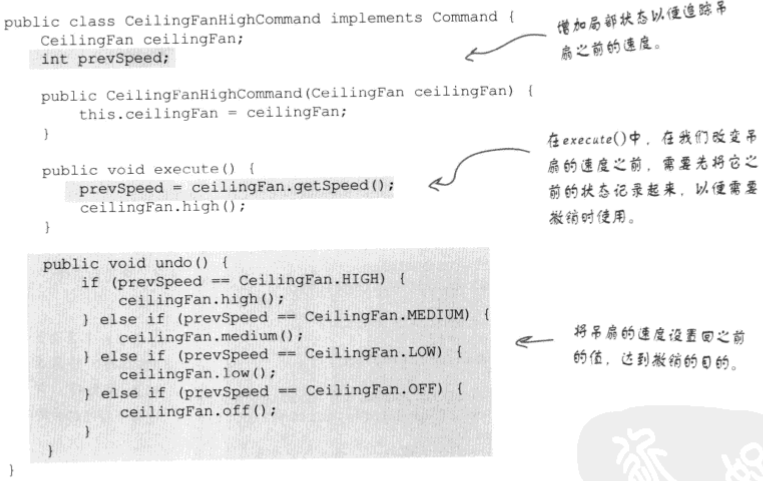 public class CeilingFanHighCommand implements Command {
CeilingFan ceilingFan;
int prevSpeed;
增加局部状态以便追踪吊
扇之前的速度。
public CeilingFanHighCommand(CeilingFan ceilingFan) {
this.ceilingFan = ceilingFan;
}
public void execute() {
prevSpeed = ceilingFan.getSpeed();
ceilingFan.high();
}
在execute()中，在我们改变吊
扇的速度之前，需要先将它之
前的状态记录起来，以便需要
撤销时使用。
public void undo() {
if (prevSpeed == CeilingFan.HIGH) {
ceilingFan.high();
} else if (prevSpeed == CeilingFan.MEDIUM) {
ceilingFan.medium();
} else if (prevSpeed == CeilingFan.LOW) {
ceilingFan.low();
} else if (prevSpeed == CeilingFan.OFF) {
ceilingFan.off();
}
}
}
将吊扇的速度设置回之前
的值，达到撤销的目的。